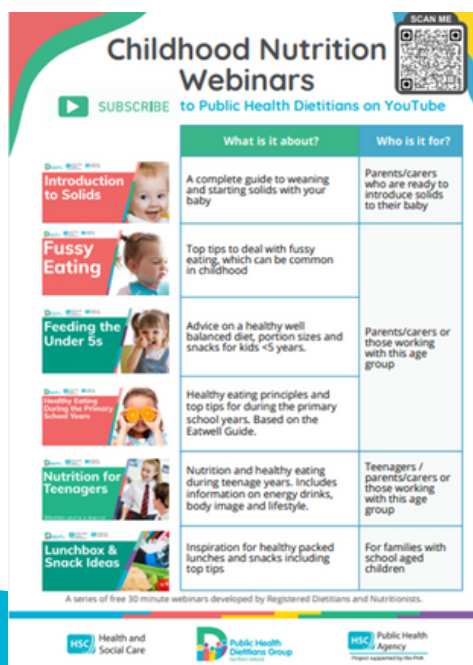 SCAN ME
Childhood Nutrition
Webinars
SUBSCRIBE to Public Health Dietitians on YouTube
What is it about?
Who is it for?
Introduction
to Solids
A complete guide to weaning
and starting solids with your
baby
Parents/carers
who are ready to
introduce solids
to their baby
Fussy
Eating
Top tips to deal with fussy
eating, which can be common
in childhood
Feeding the
Under 5s
Advice on a healthy well
balanced diet, portion sizes and
snacks for kids <5 years.
Parents/carers or
those working
with this age
group
Healthy Eating
During the Primary
School Years
Healthy eating principles and
top tips for during the primary
school years. Based on the
Eatwell Guide.
Nutrition for
Teenagers
Nutrition and healthy eating
during teenage years. Includes
information on energy drinks,
body image and lifestyle.
Teenagers /
parents/carers or
those working
with this age
group
Lunchbox &
Snack Ideas
Inspiration for healthy packed
lunches and snacks including
top tips
For families with
school aged
children
A series of free 30 minute webinars developed by Registered Dietitians and Nutritionists.
HSC Health and
Social Care
Public Health
Dietitians Group
Northern Ireland
HSC Public Health
Agency
Project supported by the PHA